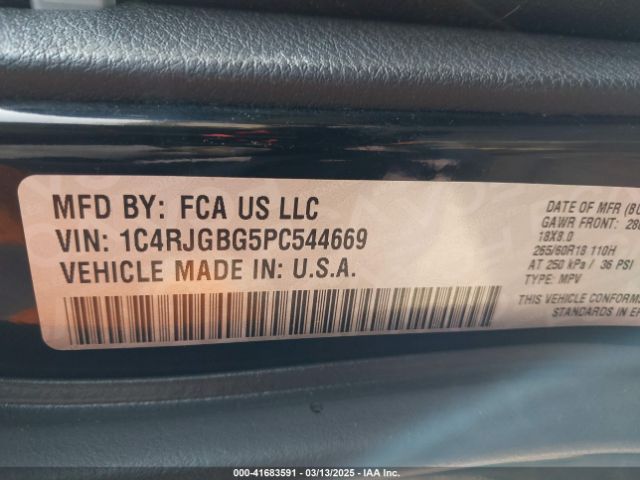 MFD BY: FCA US LLC
VIN: 1C4RJGBG5PC544669
VEHICLE MADE IN: U.S.A.
DATE OF MFR (BU
GAWR FRONT: 
18X8.0
265/60R18 110H
AT 250 kPa / 36 PSI
TYPE: MPV
THIS VEHICLE CONFORM
STANDARDS IN EF
000-41683591 - 03/13/2025 - IAA Inc.